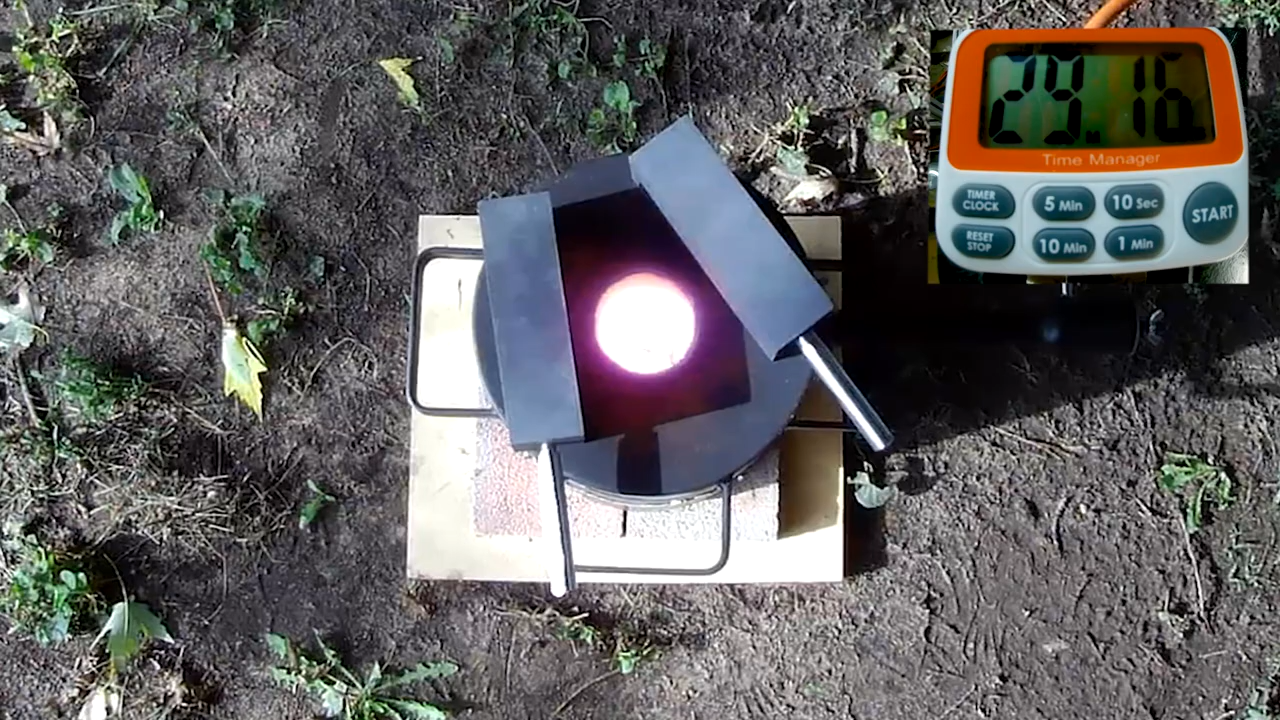 29 M 16
Time Manager
TIMER CLOCK
5 Min
10 Sec
START
RESET STOP
10 Min
1 Min